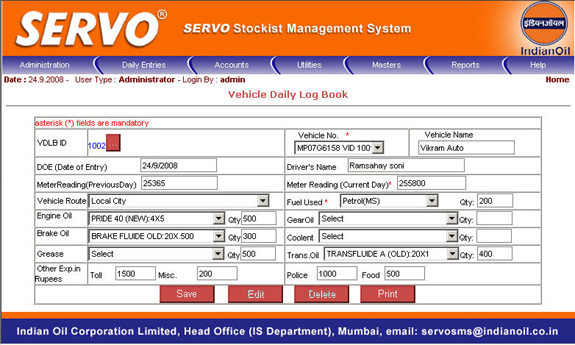 SERVO® SERVO Stockist Management System इंडियनऑयल
IndianOil
Administration Daily Entries Accounts Utilities Masters Reports Help
Date : 24.9.2008 - User Type : Administrator - Login By : admin Home
Vehicle Daily Log Book
asterisk (*) fields are mandatory
VDLB ID 1002 ... Vehicle No. * Vehicle Name
MP07G6158 VID 100 Vikram Auto
DOE (Date of Entry) 24/9/2008 Driver's Name Ramsahay soni
MeterReading(PreviousDay) 25365 Meter Reading (Current Day)* 255800
Vehicle Route Local City Fuel Used * Petrol(MS) Qty: 200
Engine Oil PRIDE 40 (NEW):4X5 Qty 500 GearOil Select Qty:
Brake Oil BRAKE FLUIDE OLD:20X.500 Qty 300 Coolent Select Qty:
Grease Select Qty 500 Trans.Oil TRANSFLUIDE A (OLD):20X1 Qty: 400
Other Exp.in Rupees Toll 1500 Misc. 200 Police 1000 Food 500
Save Edit Delete Print
Indian Oil Corporation Limited, Head Office (IS Department), Mumbai, email: servosms@indianoil.co.in